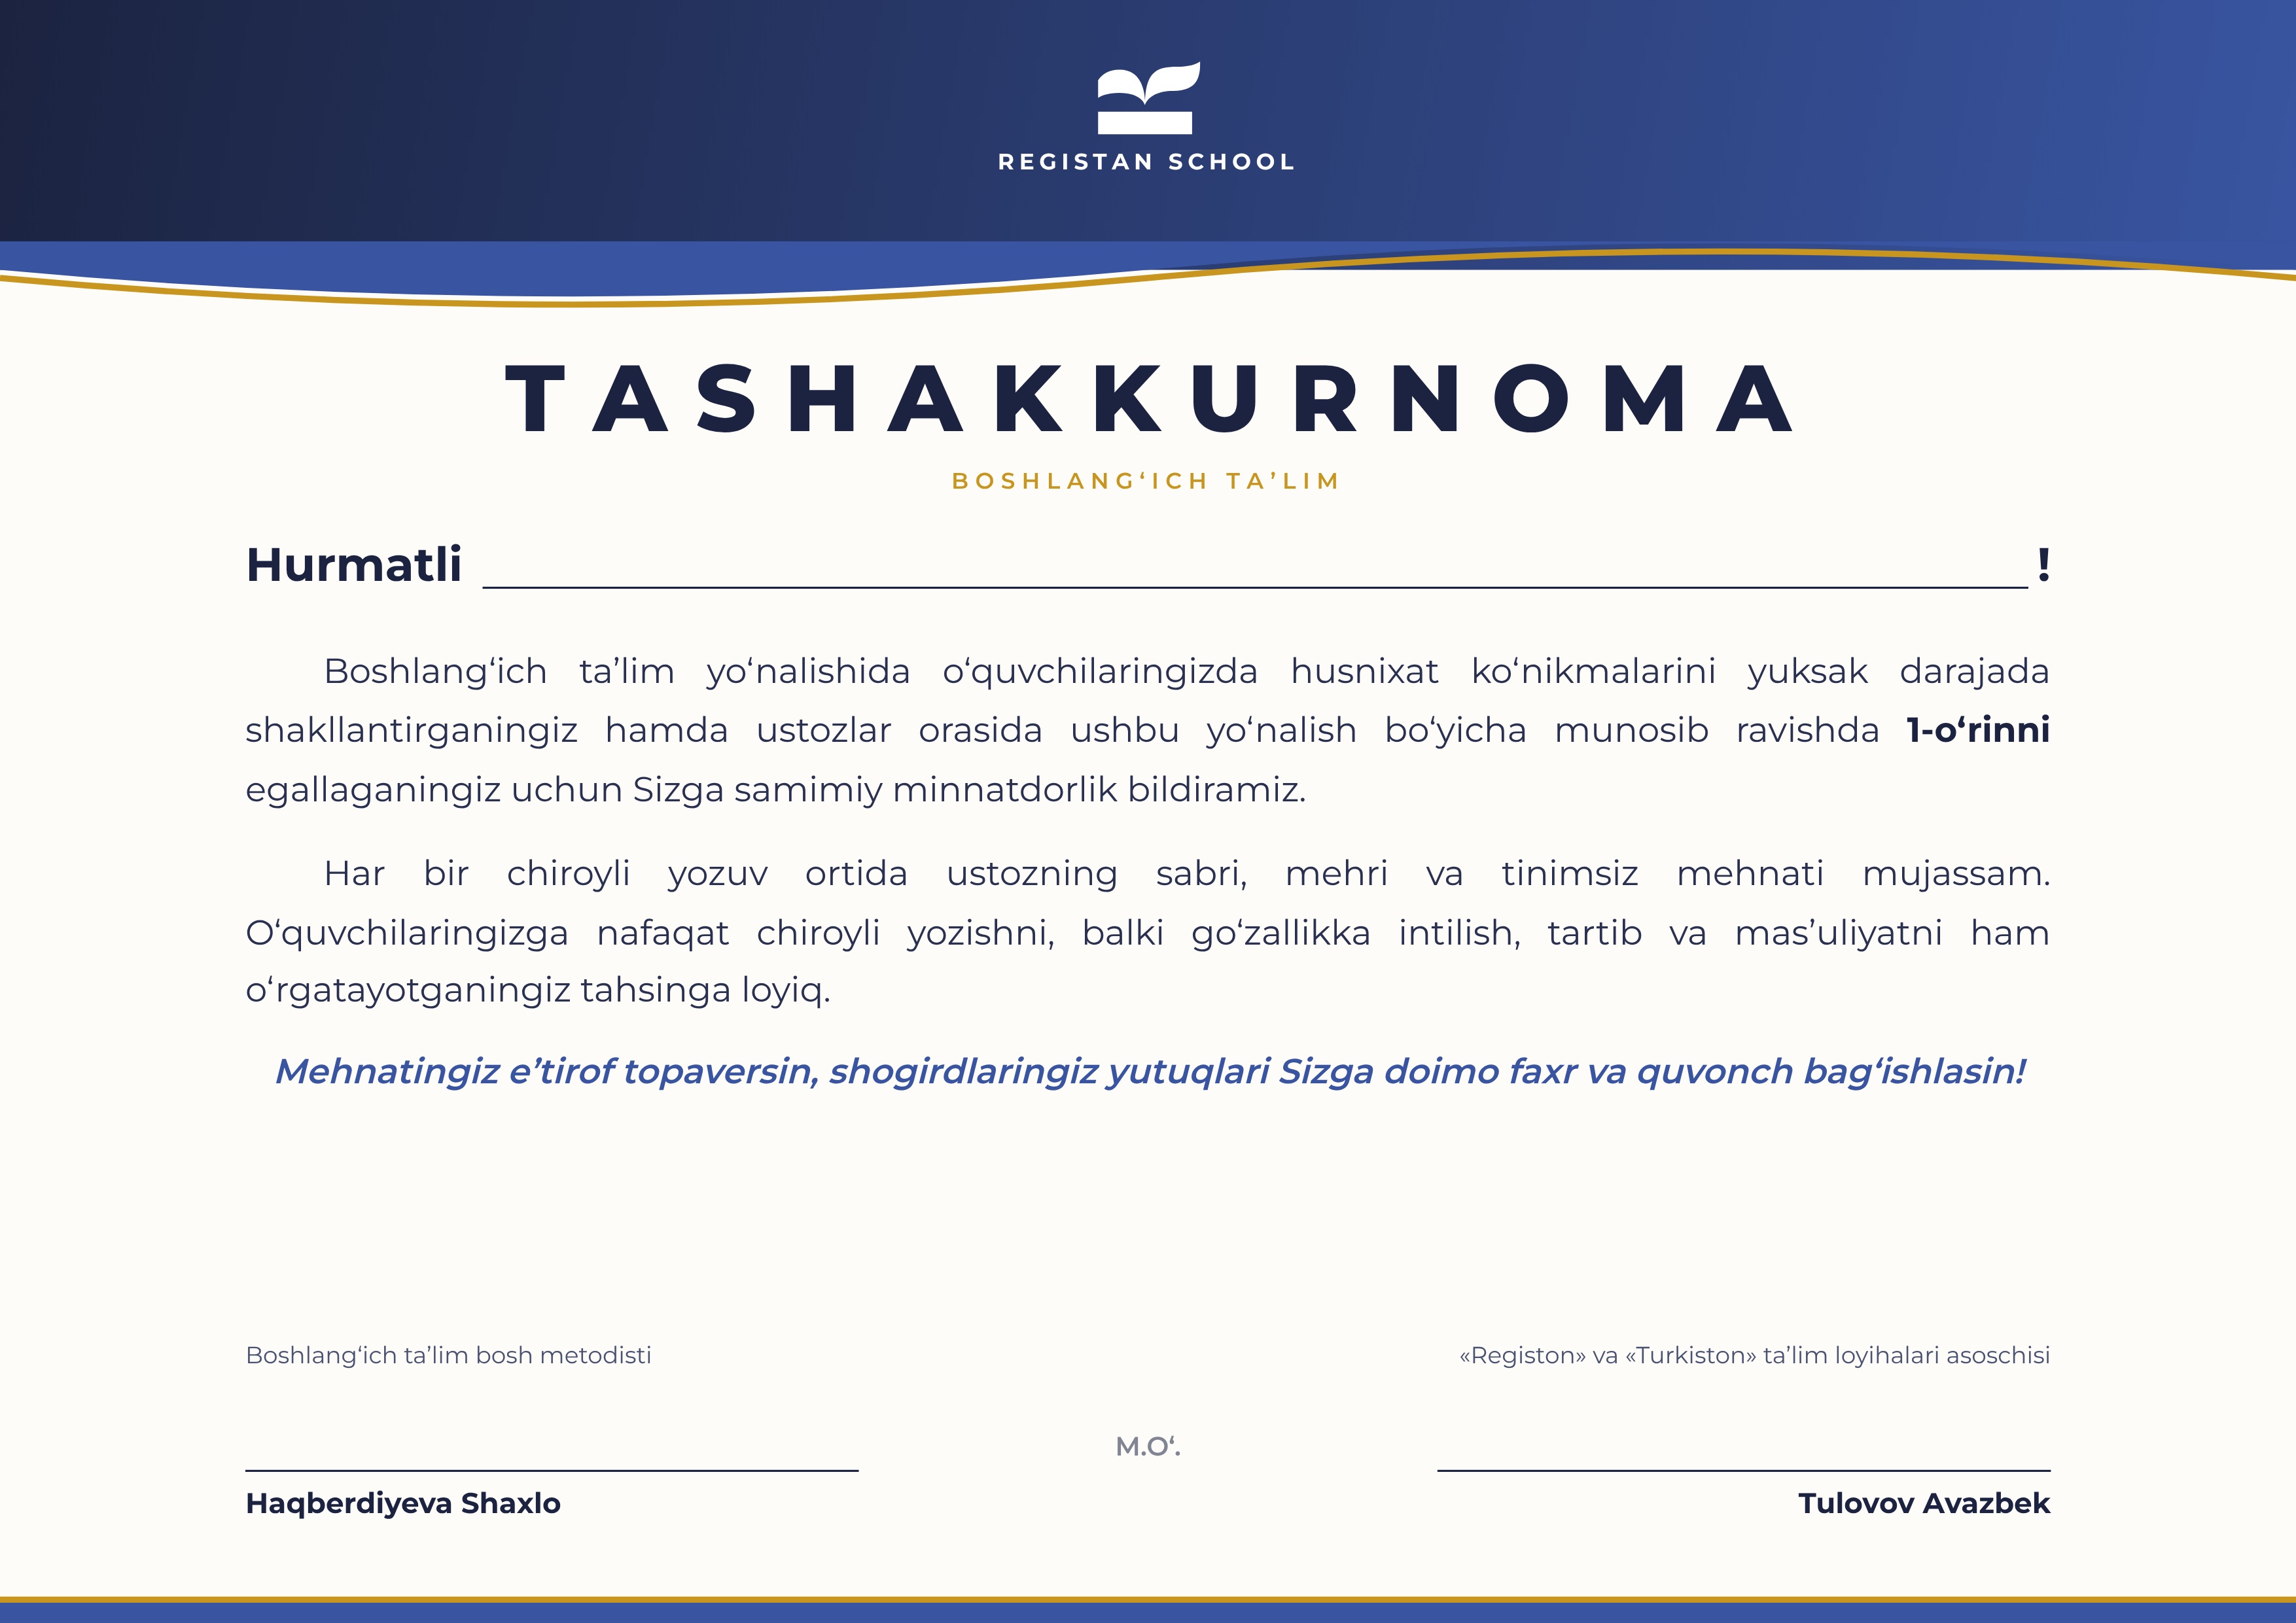 REGISTAN SCHOOL
TASHAKKURNOMA
BOSHLANG‘ICH TA’LIM
Hurmatli ________________ !
Boshlang‘ich ta’lim yo‘nalishida o‘quvchilaringizda husnixat ko‘nikmalarini yuksak darajada
shakllantirganingiz hamda ustozlar orasida ushbu yo‘nalish bo‘yicha munosib ravishda 1-o‘rinni
egallaganingiz uchun Sizga samimiy minnatdorlik bildiramiz.
Har bir chiroyli yozuv ortida ustozning sabri, mehri va tinimsiz mehnati mujassam.
O‘quvchilaringizga nafaqat chiroyli yozishni, balki go‘zallikka intilish, tartib va mas’uliyatni ham
o‘rgatayotganingiz tahsinga loyiq.
Mehnatingiz e’tirof topaversin, shogirdlaringiz yutuqlari Sizga doimo faxr va quvonch bag‘ishlasin!
Boshlang‘ich ta’lim bosh metodisti
«Registon» va «Turkiston» ta’lim loyihalari asoschisi
M.O‘.
Haqberdiyeva Shaxlo
Tulovov Avazbek